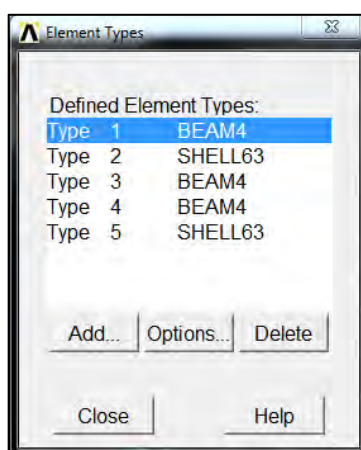 Element Types
Defined Element Types:
Type 1 BEAM4
Type 2 SHELL63
Type 3 BEAM4
Type 4 BEAM4
Type 5 SHELL63
Add... Options... Delete
Close Help